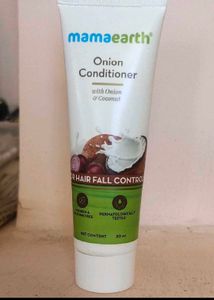 mamaearth
Onion
Conditioner
with Onion
& Coconut
R HAIR FALL CONTROL
DERMATOLOGICALLY
TESTED
NET CONTENT